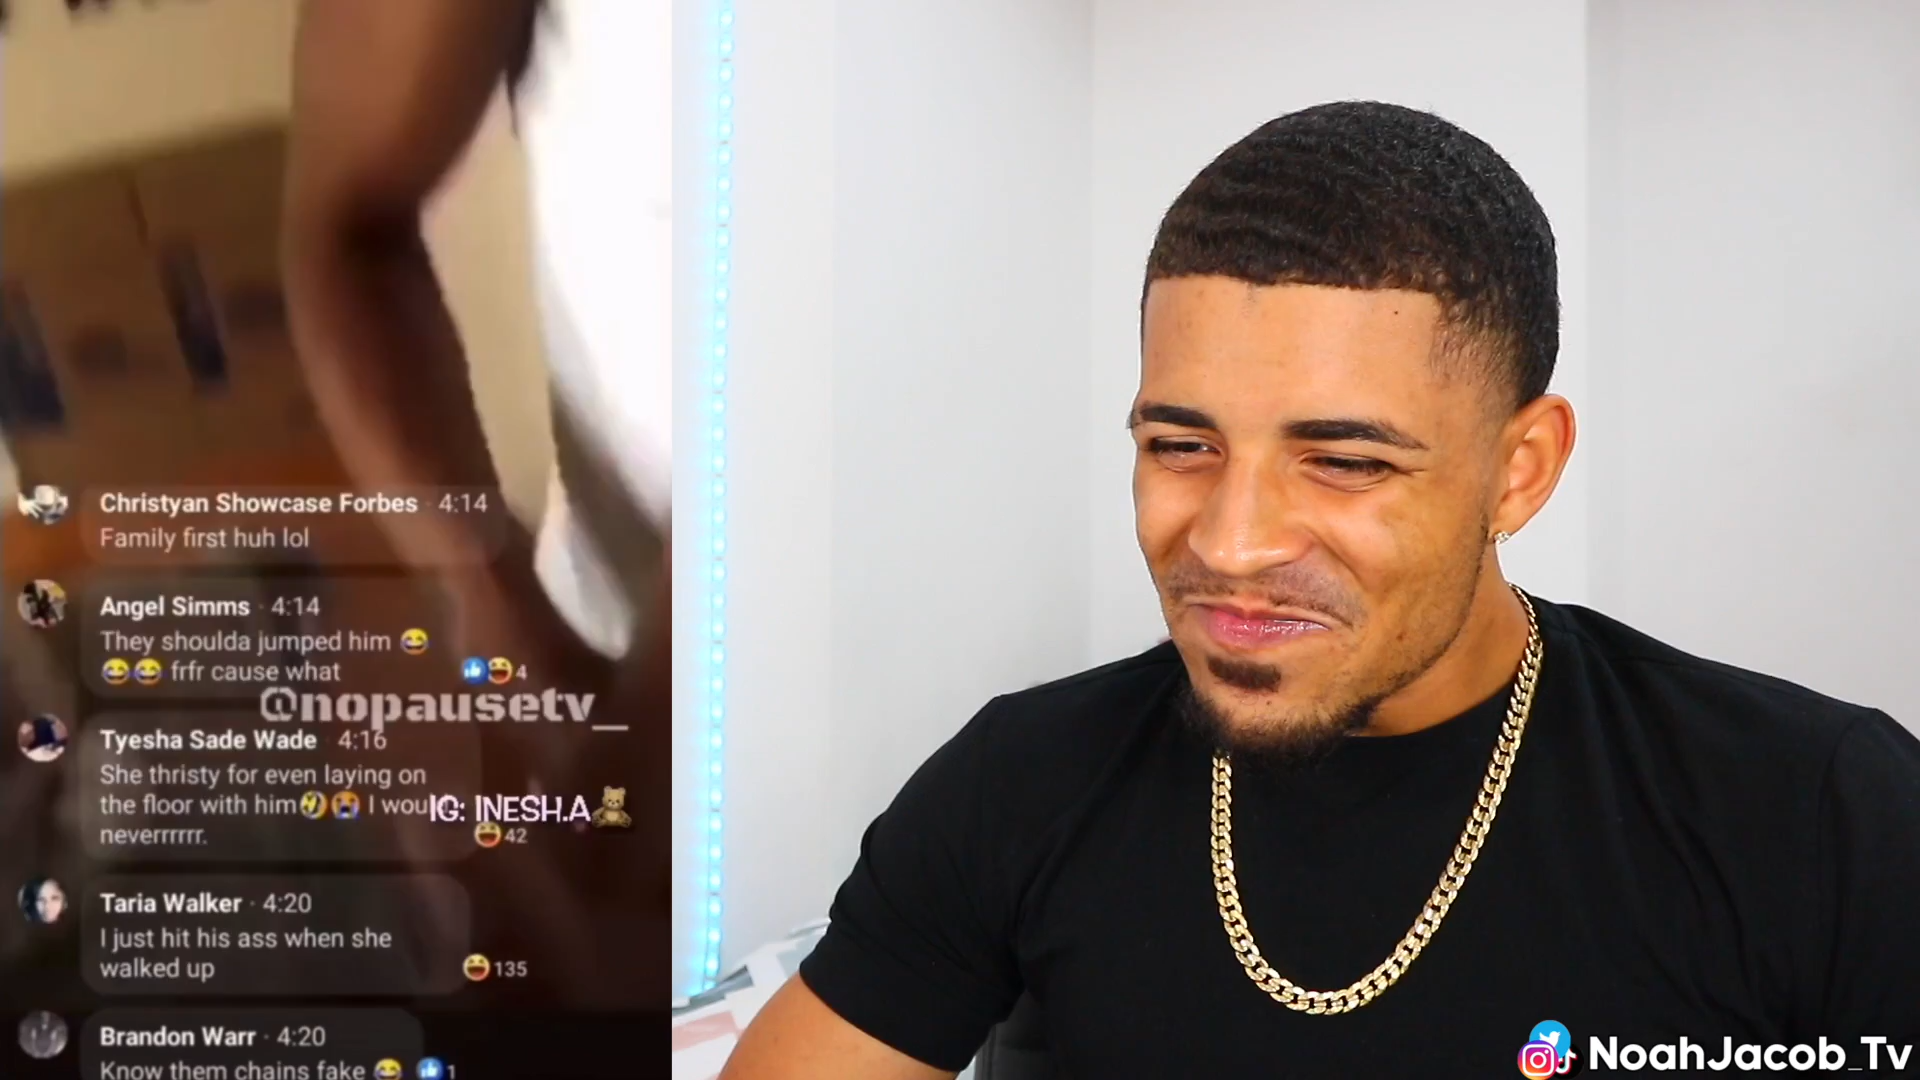 Christyan Showcase Forbes · 4:14
Family first huh lol
Angel Simms · 4:14
They shoulda jumped him 😂
😂😂 frfr cause what
4
@nopausetv_
Tyesha Sade Wade · 4:16
She thristy for even laying on
the floor with him🤣😭 I wou
IG: INESH.A🧸
neverrrrrr.
42
Taria Walker · 4:20
I just hit his ass when she
walked up
135
Brandon Warr · 4:20
Know them chains fake 😂
1
NoahJacob_Tv